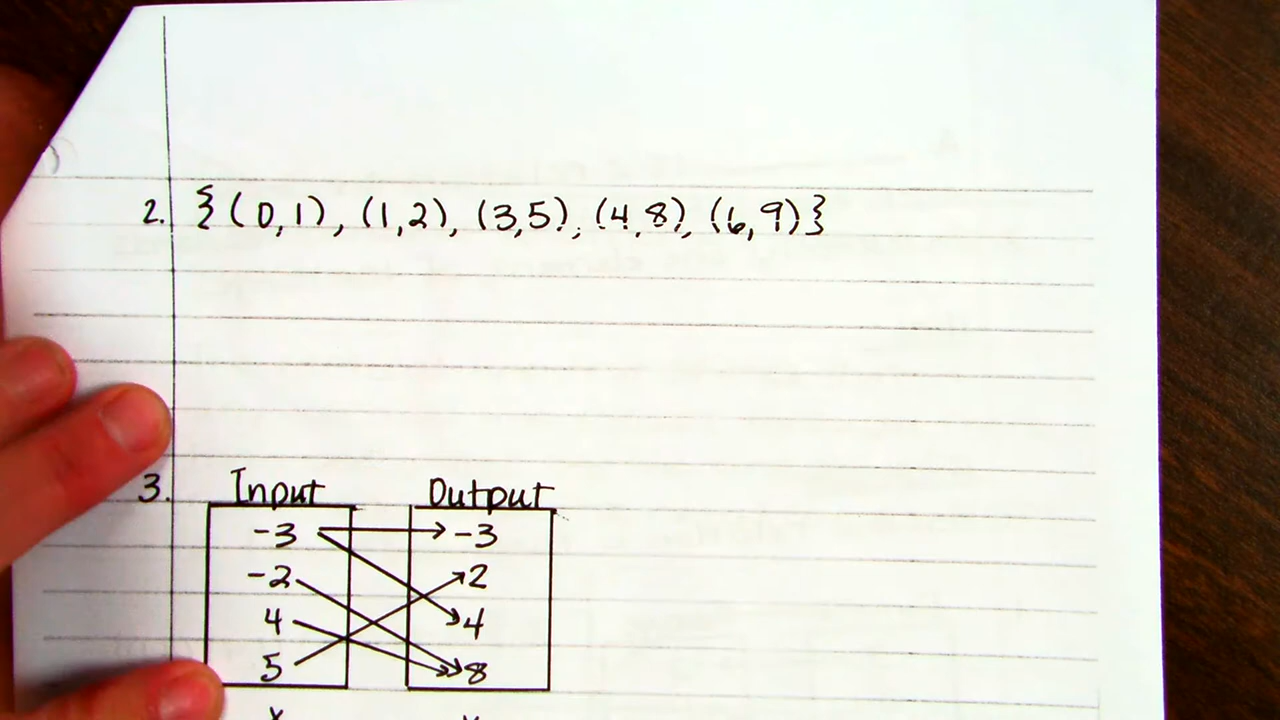 2. {(0,1), (1,2), (3,5), (4,8), (6,9)}
3. Input Output
-3 -3
-2 2
4 4
5 8